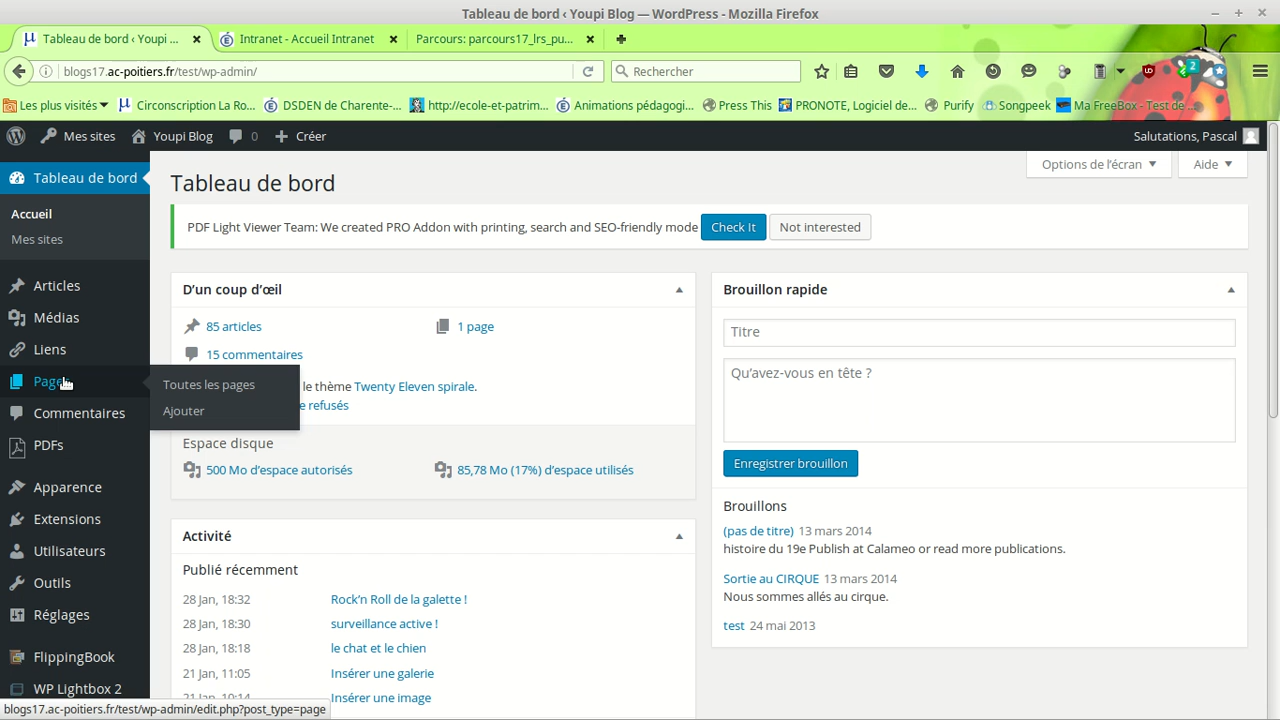 Tableau de bord ‹ Youpi Blog — WordPress - Mozilla Firefox
Tableau de bord ‹ Youpi ...
Intranet - Accueil Intranet
Parcours: parcours17_lrs_pu...
blogs17.ac-poitiers.fr/test/wp-admin/
Rechercher
2
Les plus visités
Circonscription La Ro...
DSDEN de Charente-...
http://ecole-et-patrim...
Animations pédagogi...
Press This
PRONOTE, Logiciel de...
Purify
Songpeek
Ma FreeBox - Test de ...
Mes sites
Youpi Blog
0
Créer
Salutations, Pascal
Tableau de bord
Accueil
Mes sites
Articles
Médias
Liens
Pages
Commentaires
PDFs
Apparence
Extensions
Utilisateurs
Outils
Réglages
FlippingBook
WP Lightbox 2
Toutes les pages
Ajouter
Options de l’écran
Aide
Tableau de bord
PDF Light Viewer Team: We created PRO Addon with printing, search and SEO-friendly mode
Check It
Not interested
D’un coup d’œil
85 articles
1 page
15 commentaires
le thème Twenty Eleven spirale.
refusés
Espace disque
500 Mo d’espace autorisés
85,78 Mo (17%) d’espace utilisés
Activité
Publié récemment
28 Jan, 18:32 Rock’n Roll de la galette !
28 Jan, 18:30 surveillance active !
28 Jan, 18:18 le chat et le chien
21 Jan, 11:05 Insérer une galerie
21 Jan, 10:14 Insérer une image
Brouillon rapide
Titre
Qu’avez-vous en tête ?
Enregistrer brouillon
Brouillons
(pas de titre) 13 mars 2014
histoire du 19e Publish at Calameo or read more publications.
Sortie au CIRQUE 13 mars 2014
Nous sommes allés au cirque.
test 24 mai 2013
blogs17.ac-poitiers.fr/test/wp-admin/edit.php?post_type=page